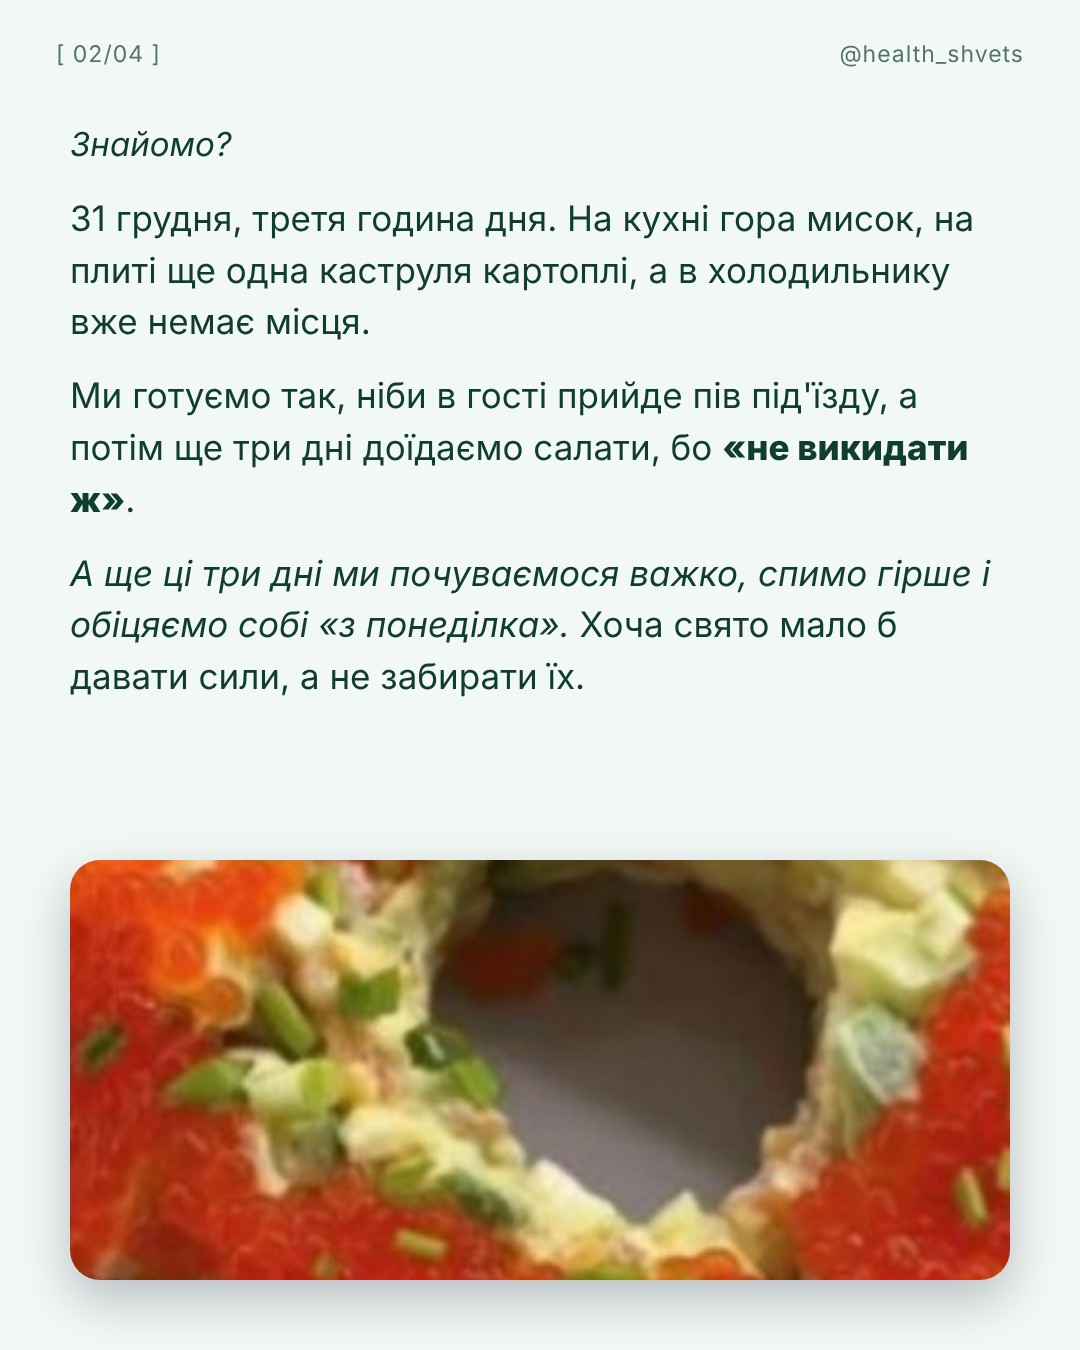 [ 02/04 ]
@health_shvets
Знайомо?
31 грудня, третя година дня. На кухні гора мисок, на
плиті ще одна каструля картоплі, а в холодильнику
вже немає місця.
Ми готуємо так, ніби в гості прийде пів під'їзду, а
потім ще три дні доїдаємо салати, бо «не викидати
ж».
А ще ці три дні ми почуваємося важко, спимо гірше і
обіцяємо собі «з понеділка». Хоча свято мало б
давати сили, а не забирати їх.